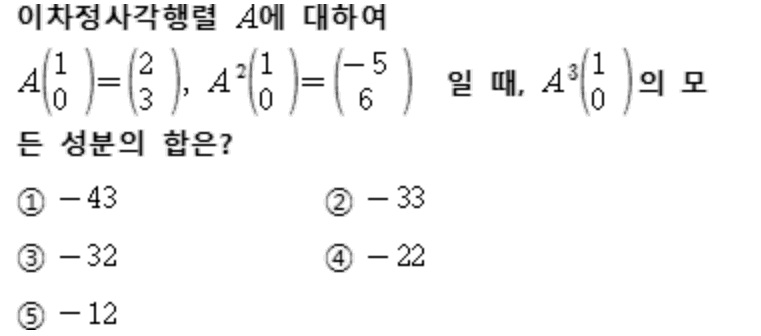 이차정사각행렬 A에 대하여
A(1 0)=(2 3), A²(1 0)=(-5 6) 일 때, A³(1 0)의 모
든 성분의 합은?
① -43 ② -33
③ -32 ④ -22
⑤ -12